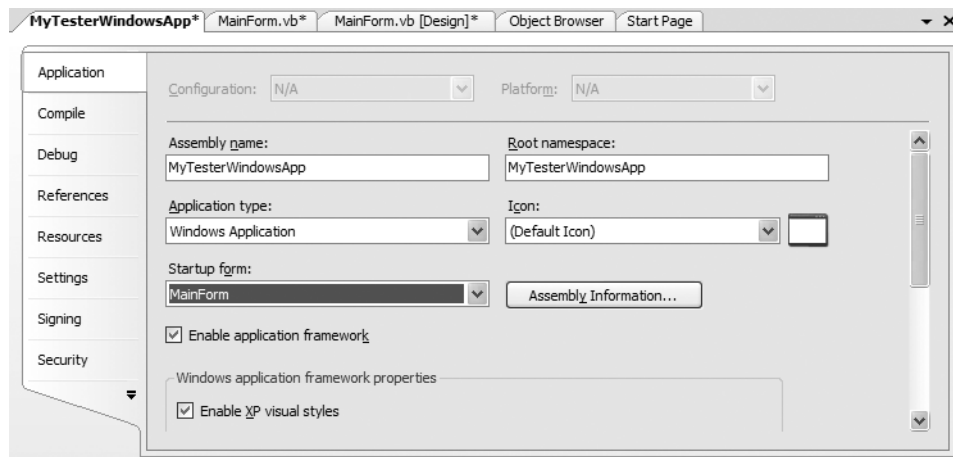 MyTesterWindowsApp* MainForm.vb* MainForm.vb [Design]* Object Browser Start Page
Application
Compile
Debug
References
Resources
Settings
Signing
Security
Configuration: N/A Platform: N/A
Assembly name: Root namespace:
MyTesterWindowsApp MyTesterWindowsApp
Application type: Icon:
Windows Application (Default Icon)
Startup form:
MainForm Assembly Information...
Enable application framework
Windows application framework properties
Enable XP visual styles